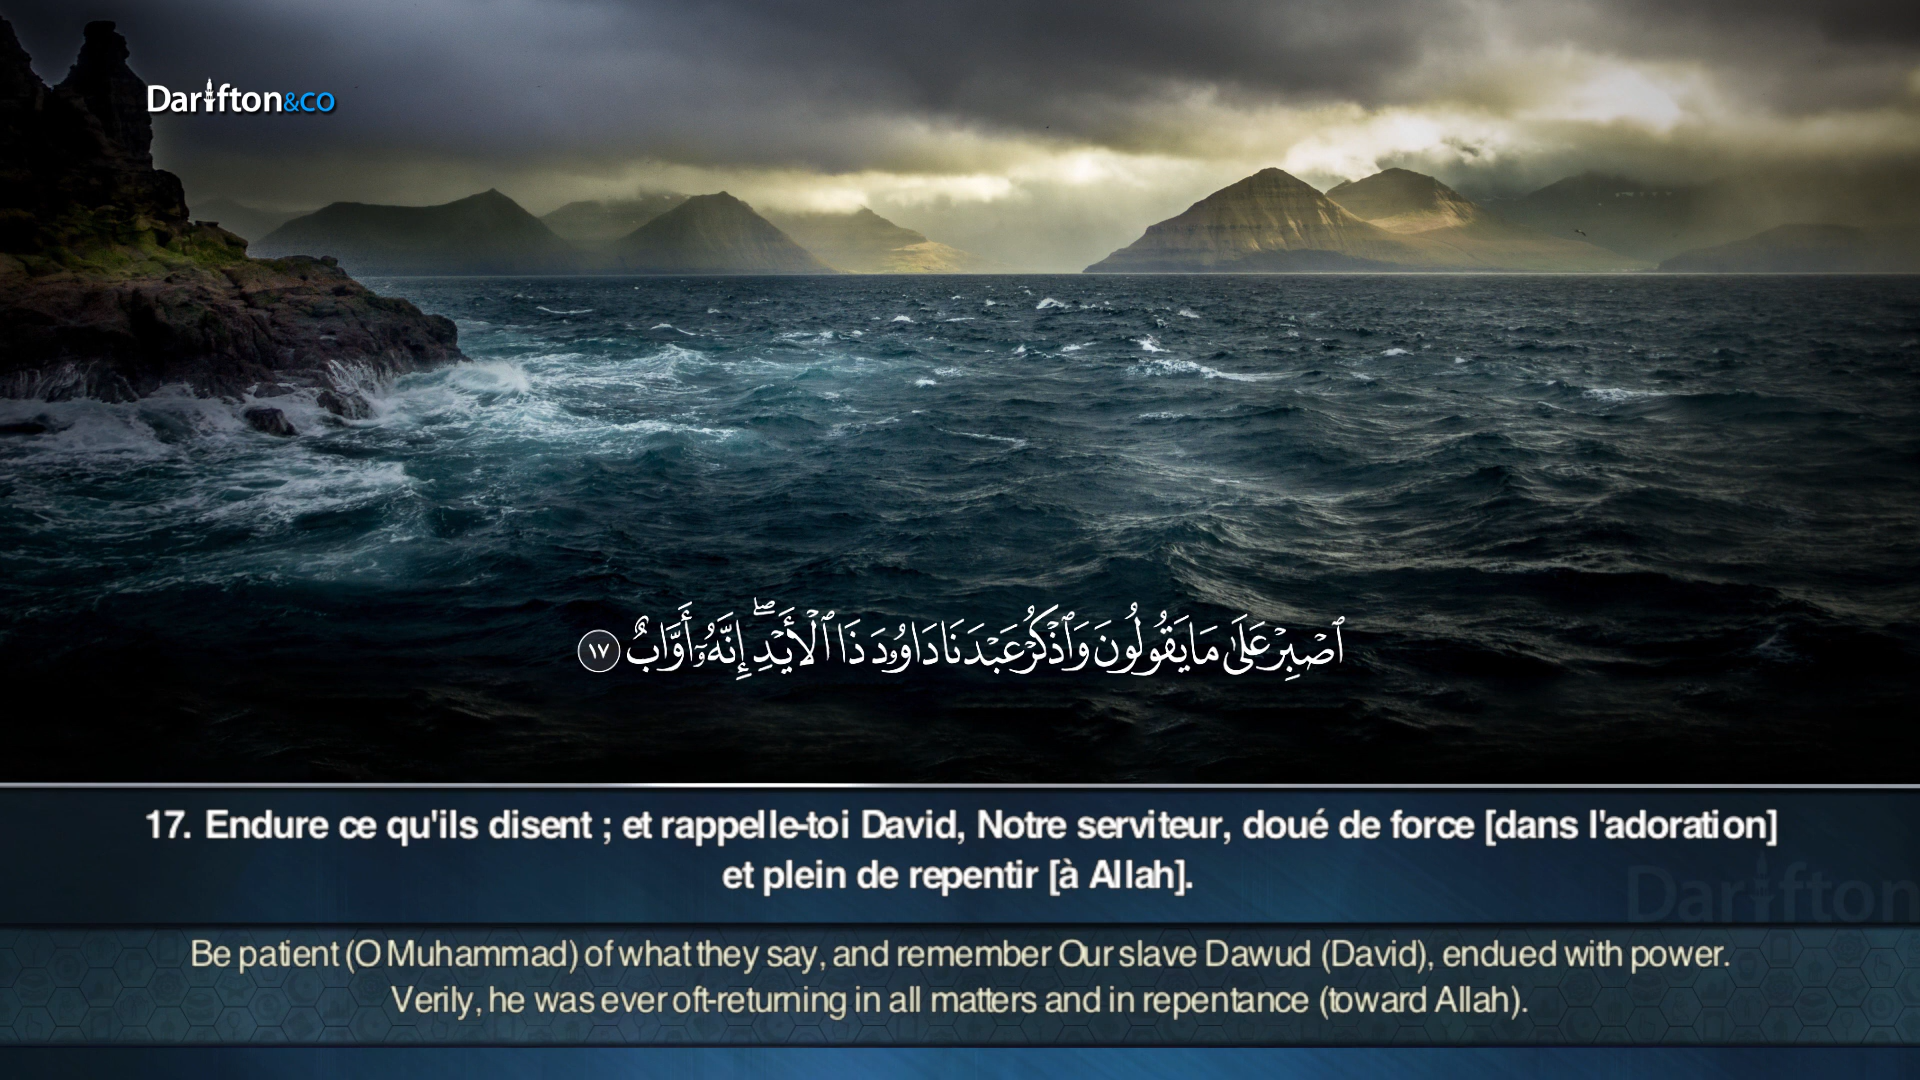 Darifton&CO
ٱصۡبِرۡ عَلَىٰ مَا يَقُولُونَ وَٱذۡكُرۡ عَبۡدَنَا دَاوُۥدَ ذَا ٱلۡأَيۡدِۖ إِنَّهُۥٓ أَوَّابٌ ١٧
17. Endure ce qu'ils disent ; et rappelle-toi David, Notre serviteur, doué de force [dans l'adoration]
et plein de repentir [à Allah].
Darifton
Be patient (O Muhammad) of what they say, and remember Our slave Dawud (David), endued with power.
Verily, he was ever oft-returning in all matters and in repentance (toward Allah).